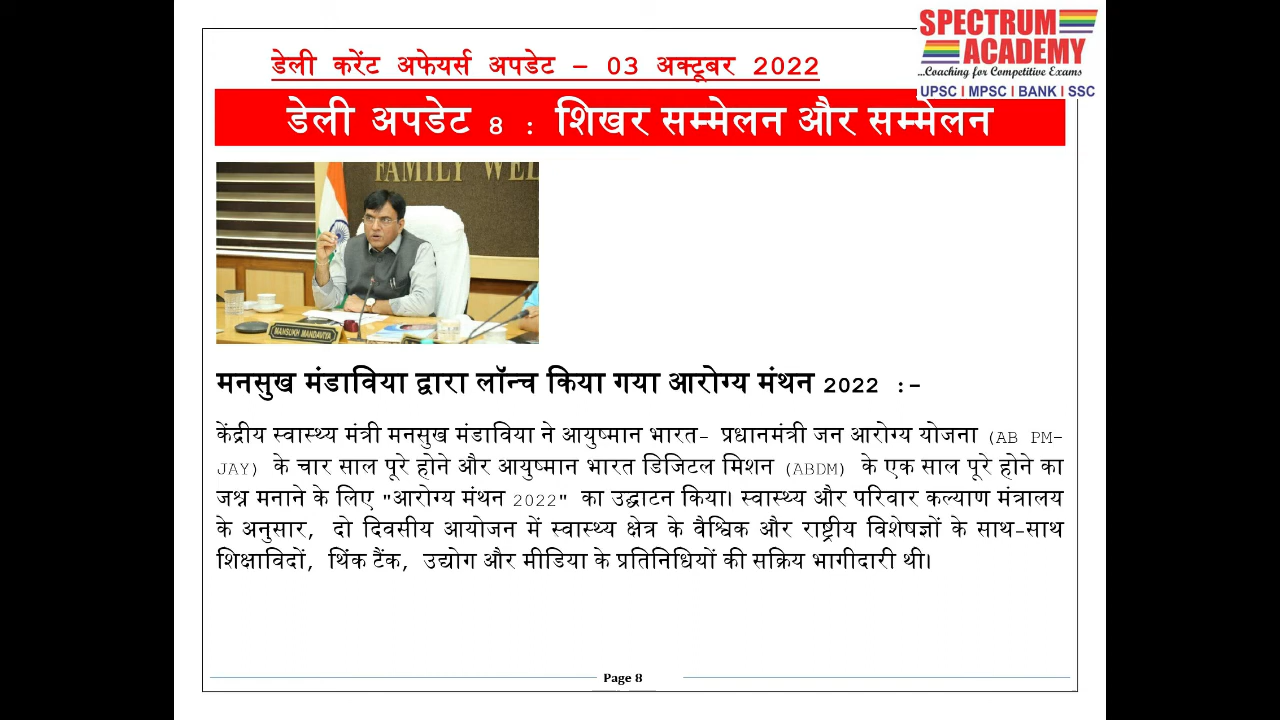 SPECTRUM
ACADEMY
...Coaching for Competitive Exams
UPSC | MPSC | BANK | SSC
डेली करेंट अफेयर्स अपडेट – 03 अक्टूबर 2022
डेली अपडेट 8 : शिखर सम्मेलन और सम्मेलन
FAMILY WEL
MANSUKH MANDAVIYA
मनसुख मंडाविया द्वारा लॉन्च किया गया आरोग्य मंथन 2022 :-
केंद्रीय स्वास्थ्य मंत्री मनसुख मंडाविया ने आयुष्मान भारत- प्रधानमंत्री जन आरोग्य योजना (AB PM-
JAY) के चार साल पूरे होने और आयुष्मान भारत डिजिटल मिशन (ABDM) के एक साल पूरे होने का
जश्न मनाने के लिए "आरोग्य मंथन 2022" का उद्घाटन किया। स्वास्थ्य और परिवार कल्याण मंत्रालय
के अनुसार, दो दिवसीय आयोजन में स्वास्थ्य क्षेत्र के वैश्विक और राष्ट्रीय विशेषज्ञों के साथ-साथ
शिक्षाविदों, थिंक टैंक, उद्योग और मीडिया के प्रतिनिधियों की सक्रिय भागीदारी थी।
Page 8